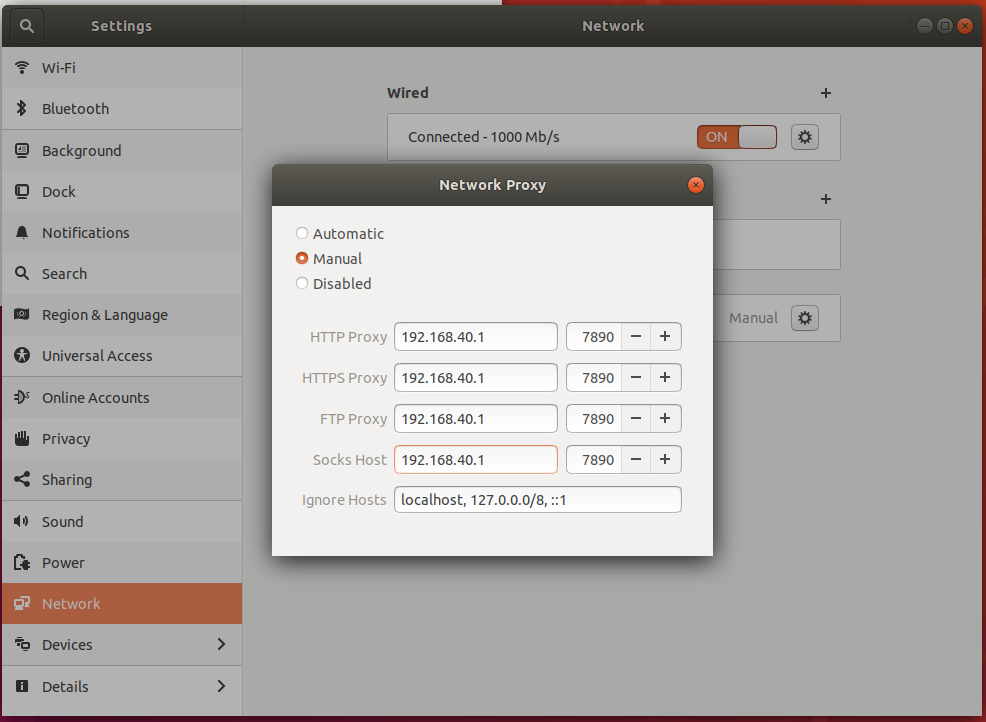 Settings
Network
Wi-Fi
Bluetooth
Background
Dock
Notifications
Search
Region & Language
Universal Access
Online Accounts
Privacy
Sharing
Sound
Power
Network
Devices
Details
Wired
Connected - 1000 Mb/s
ON
Manual
Network Proxy
Automatic
Manual
Disabled
HTTP Proxy 192.168.40.1 7890
HTTPS Proxy 192.168.40.1 7890
FTP Proxy 192.168.40.1 7890
Socks Host 192.168.40.1 7890
Ignore Hosts localhost, 127.0.0.0/8, ::1